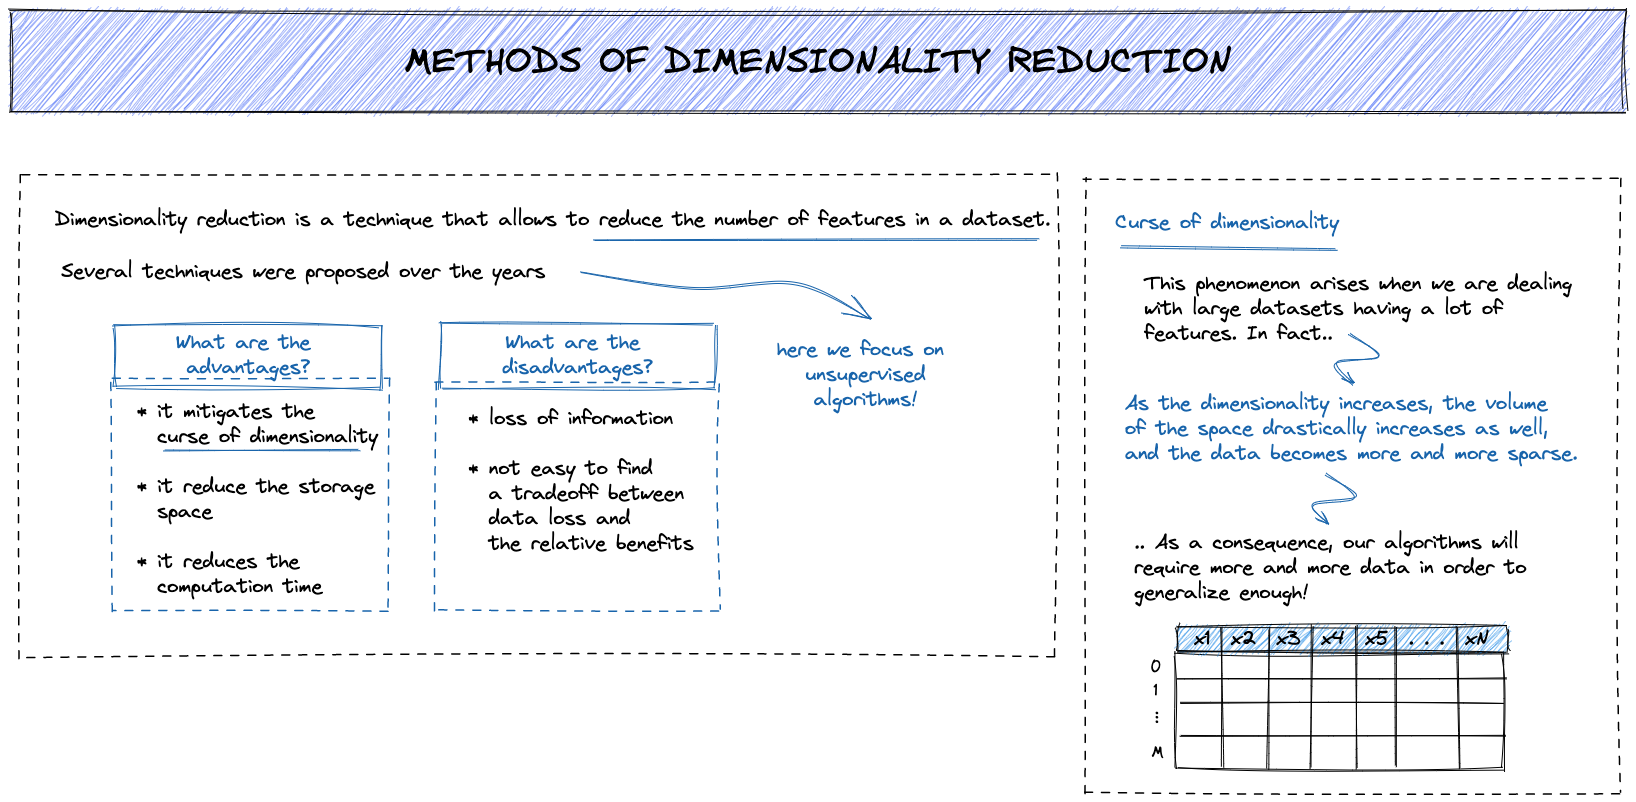 METHODS OF DIMENSIONALITY REDUCTION
Dimensionality reduction is a technique that allows to reduce the number of features in a dataset.
Several techniques were proposed over the years
What are the
advantages?
* it mitigates the
curse of dimensionality
* it reduce the storage
space
* it reduces the
computation time
What are the
disadvantages?
* loss of information
* not easy to find
a tradeoff between
data loss and
the relative benefits
here we focus on
unsupervised
algorithms!
Curse of dimensionality
This phenomenon arises when we are dealing
with large datasets having a lot of
features. In fact..
As the dimensionality increases, the volume
of the space drastically increases as well,
and the data becomes more and more sparse.
.. As a consequence, our algorithms will
require more and more data in order to
generalize enough!
x1 x2 x3 x4 x5 . . . xN
0
1
...
M